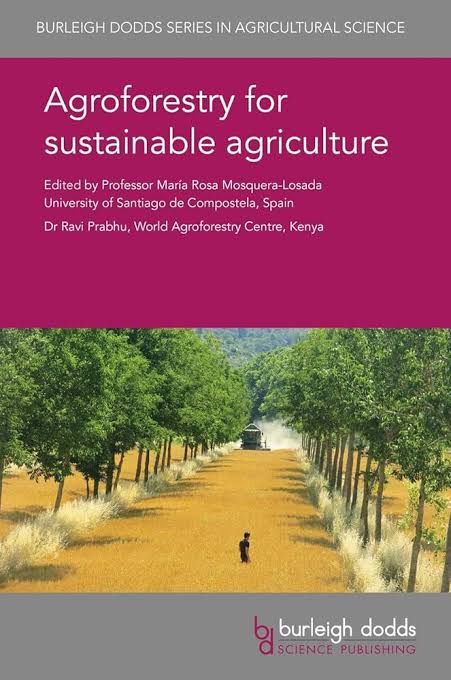 BURLEIGH DODDS SERIES IN AGRICULTURAL SCIENCE
Agroforestry for
sustainable agriculture
Edited by Professor María Rosa Mosquera-Losada
University of Santiago de Compostela, Spain
Dr Ravi Prabhu, World Agroforestry Centre, Kenya
bd burleigh dodds
SCIENCE PUBLISHING